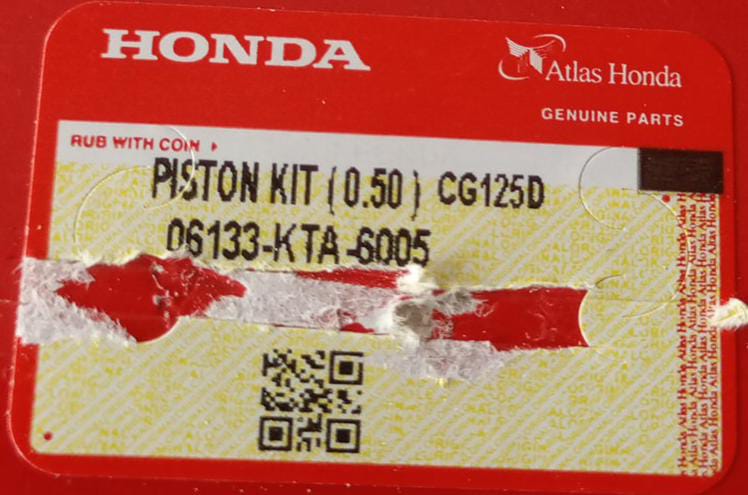 HONDA
Atlas Honda
GENUINE PARTS
RUB WITH COIN
PISTON KIT ( 0.50 ) CG125D
06133-KTA-6005